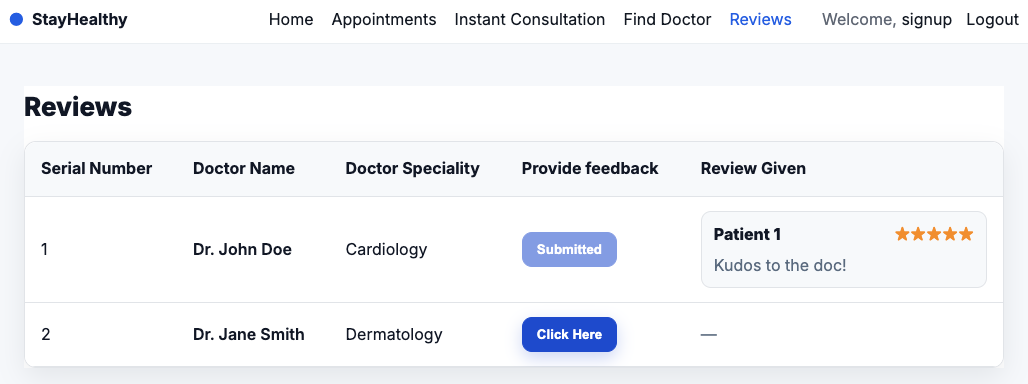 StayHealthy Home Appointments Instant Consultation Find Doctor Reviews Welcome, signup Logout
Reviews
Serial Number Doctor Name Doctor Speciality Provide feedback Review Given
1 Dr. John Doe Cardiology Submitted Patient 1 ★★★★★
Kudos to the doc!
2 Dr. Jane Smith Dermatology Click Here —